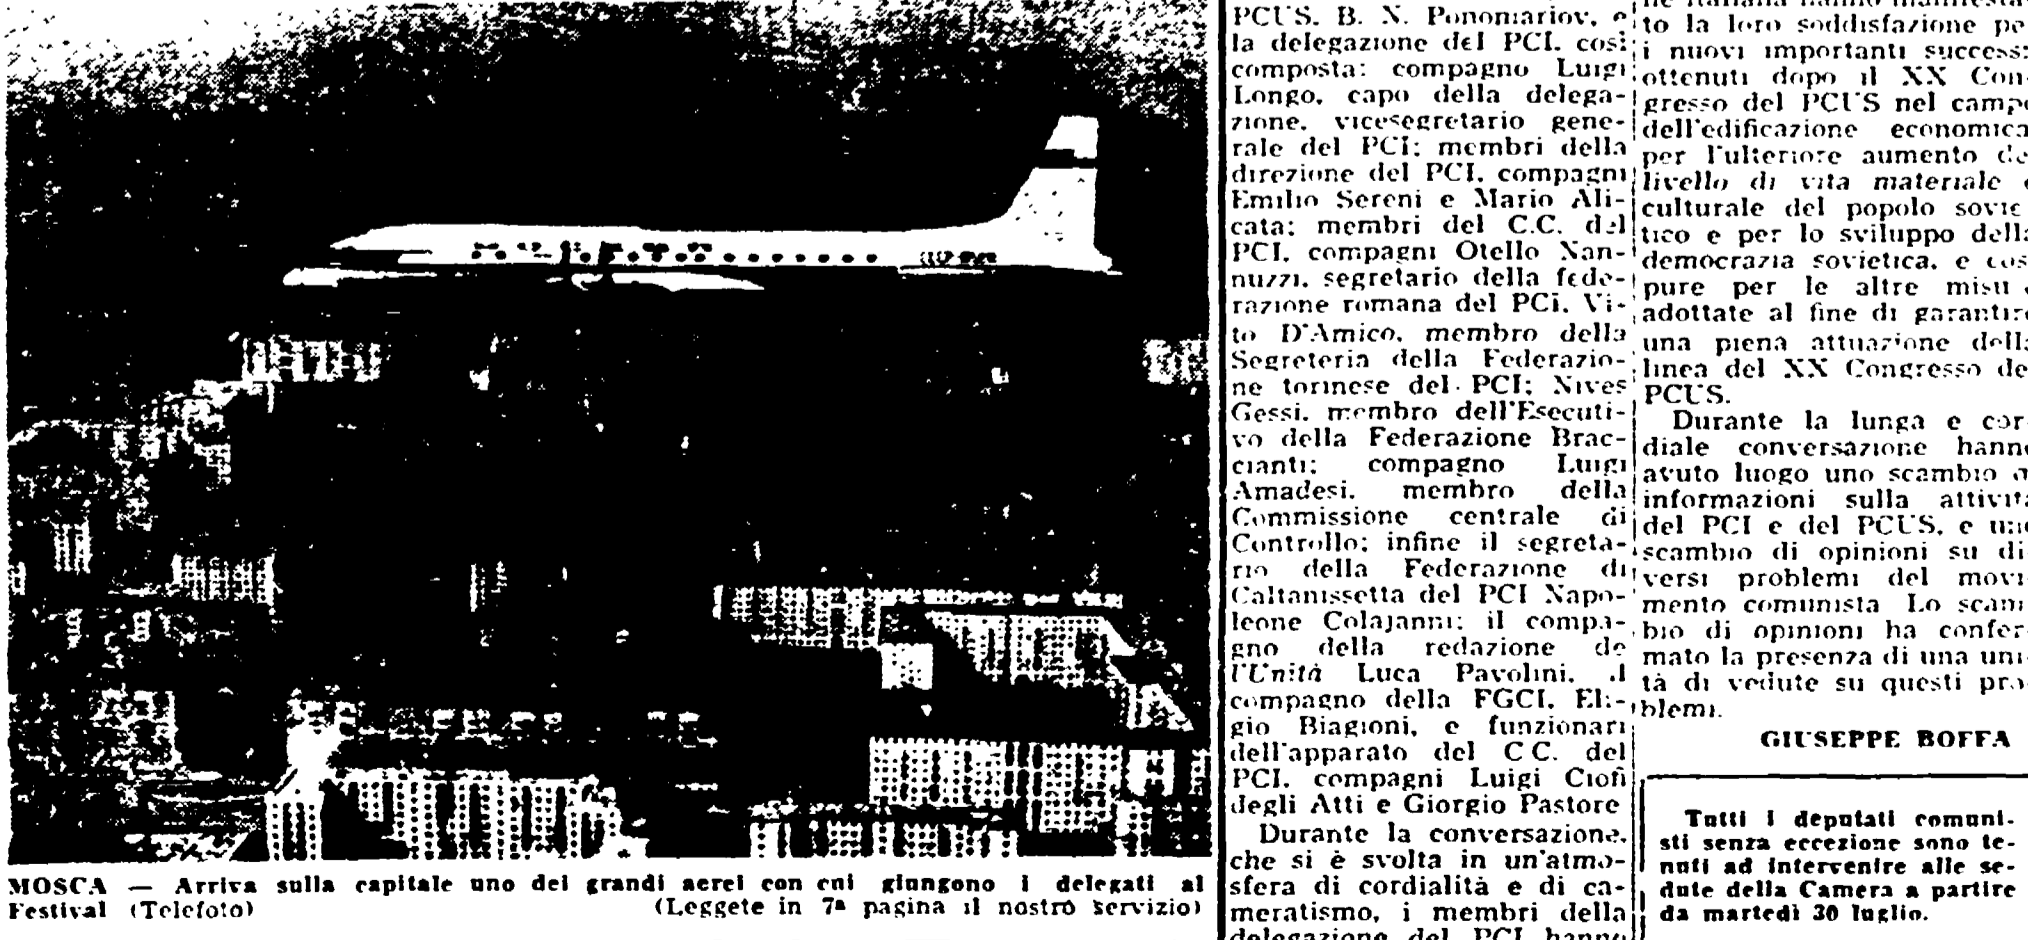 MOSCA — Arriva sulla capitale uno dei grandi aerei con cui giungono i delegati al
Festival (Telefoto) (Leggete in 7ª pagina il nostro servizio)
PCUS, B. N. Ponomariov, e
la delegazione del PCI, così
composta: compagno Luigi
Longo, capo della delega-
zione, vicesegretario gene-
rale del PCI; membri della
direzione del PCI, compagni
Emilio Sereni e Mario Ali-
cata; membri del C.C. del
PCI, compagni Otello Nan-
nuzzi, segretario della fede-
razione romana del PCI, Vi-
to D'Amico, membro della
Segreteria della Federazio-
ne torinese del PCI; Nives
Gessi, membro dell'Esecuti-
vo della Federazione Brac-
cianti; compagno Luigi
Amadesi, membro della
Commissione centrale di
Controllo; infine il segreta-
rio della Federazione di
Caltanissetta del PCI Napo-
leone Colajanni; il compa-
gno della redazione de
l'Unità Luca Pavolini, il
compagno della FGCI, Eli-
gio Biagioni, e funzionari
dell'apparato del C.C. del
PCI, compagni Luigi Ciofi
degli Atti e Giorgio Pastore
Durante la conversazione,
che si è svolta in un'atmo-
sfera di cordialità e di ca-
meratismo, i membri della
delegazione del PCI hanno
ne italiana hanno manifesta-
to la loro soddisfazione pe
i nuovi importanti successi
ottenuti dopo il XX Con-
gresso del PCUS nel campo
dell'edificazione economica
per l'ulteriore aumento de
livello di vita materiale e
culturale del popolo sovie
tico e per lo sviluppo della
democrazia sovietica, e cos
pure per le altre misu
adottate al fine di garantire
una piena attuazione della
linea del XX Congresso de
PCUS.
Durante la lunga e cor-
diale conversazione hanno
avuto luogo uno scambio d
informazioni sulla attività
del PCI e del PCUS, e uno
scambio di opinioni su di-
versi problemi del movi-
mento comunista Lo scam-
bio di opinioni ha confer-
mato la presenza di una uni-
tà di vedute su questi pro-
blemi.
GIUSEPPE BOFFA
Tutti i deputati comuni-
sti senza eccezione sono te-
nuti ad intervenire alle se-
dute della Camera a partire
da martedì 30 luglio.